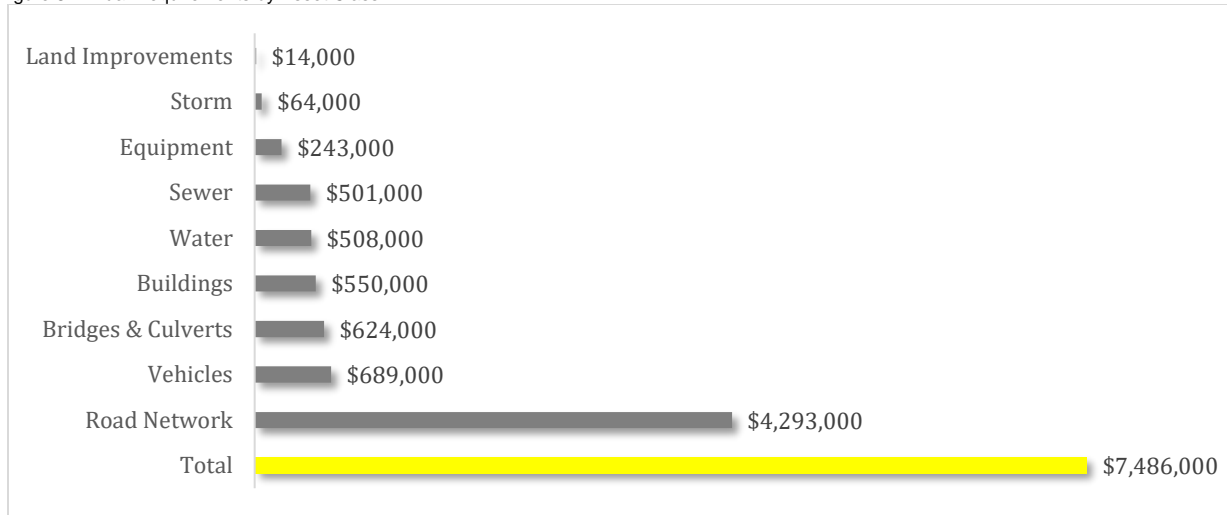 Land Improvements $14,000
Storm $64,000
Equipment $243,000
Sewer $501,000
Water $508,000
Buildings $550,000
Bridges & Culverts $624,000
Vehicles $689,000
Road Network $4,293,000
Total $7,486,000